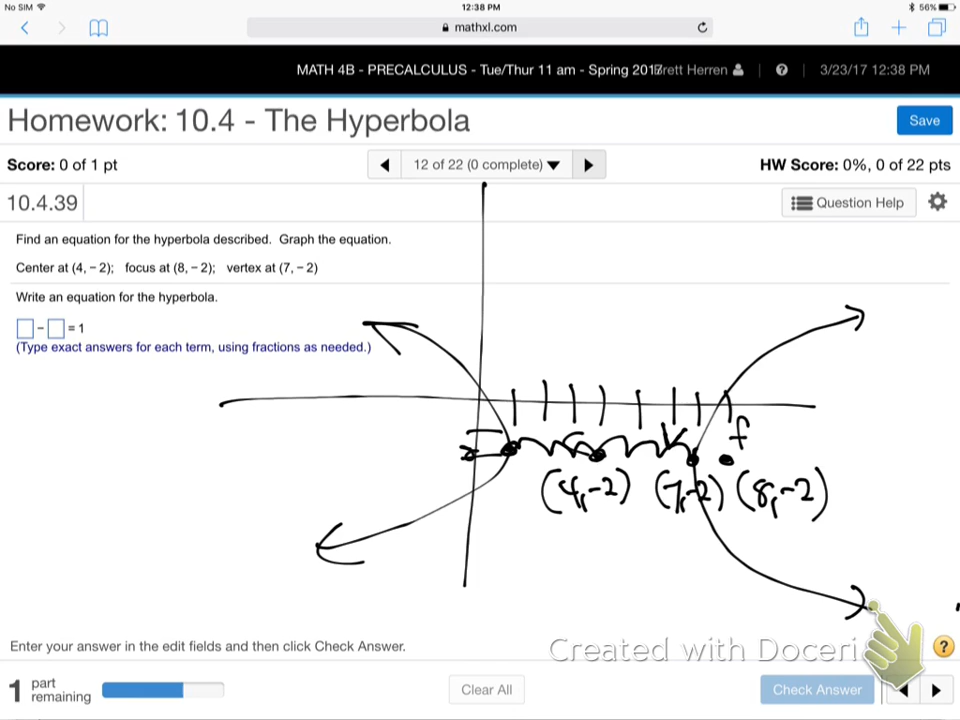 No SIM 12:38 PM 56%
mathxl.com
MATH 4B - PRECALCULUS - Tue/Thur 11 am - Spring 2017 Brett Herren ? 3/23/17 12:38 PM
Homework: 10.4 - The Hyperbola Save
Score: 0 of 1 pt 12 of 22 (0 complete) HW Score: 0%, 0 of 22 pts
10.4.39 Question Help
Find an equation for the hyperbola described. Graph the equation.
Center at (4, − 2); focus at (8, − 2); vertex at (7, − 2)
Write an equation for the hyperbola.
− = 1
(Type exact answers for each term, using fractions as needed.)
C V f
(4,-2) (7,-2) (8,-2)
Enter your answer in the edit fields and then click Check Answer.
Created with Doceri
?
1 part remaining Clear All Check Answer